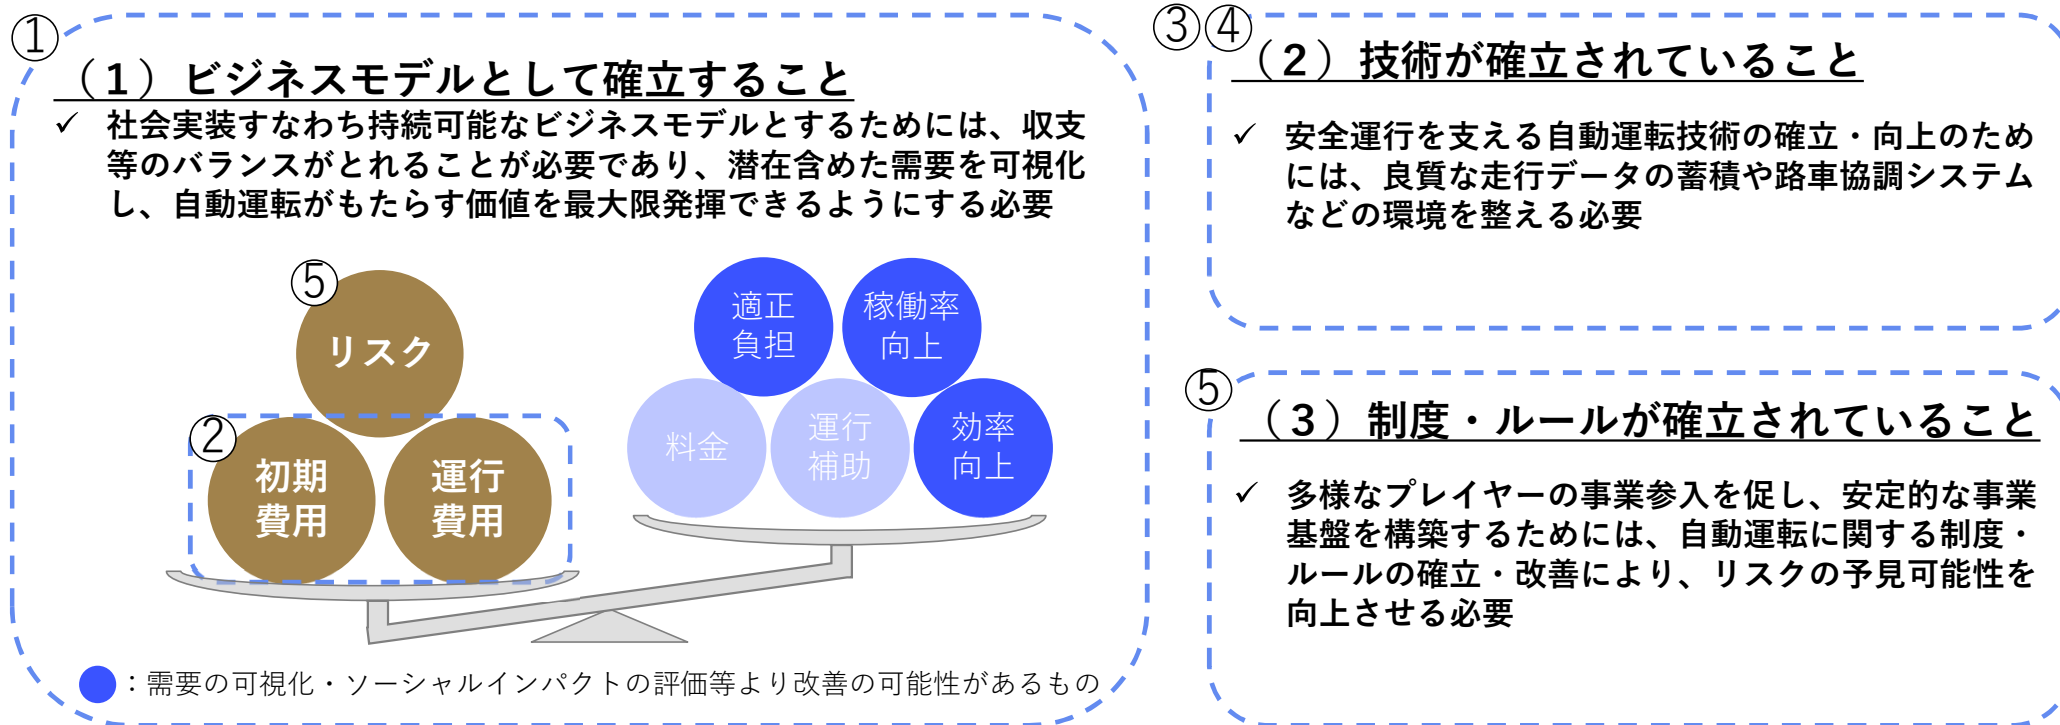 ①
（１）ビジネスモデルとして確立すること
✓ 社会実装すなわち持続可能なビジネスモデルとするためには、収支
等のバランスがとれることが必要であり、潜在含めた需要を可視化
し、自動運転がもたらす価値を最大限発揮できるようにする必要
⑤
リスク
②
初期
費用
運行
費用
適正
負担
稼働率
向上
料金
運行
補助
効率
向上
：需要の可視化・ソーシャルインパクトの評価等より改善の可能性があるもの
③④
（２）技術が確立されていること
✓ 安全運行を支える自動運転技術の確立・向上のため
には、良質な走行データの蓄積や路車協調システム
などの環境を整える必要
⑤
（３）制度・ルールが確立されていること
✓ 多様なプレイヤーの事業参入を促し、安定的な事業
基盤を構築するためには、自動運転に関する制度・
ルールの確立・改善により、リスクの予見可能性を
向上させる必要